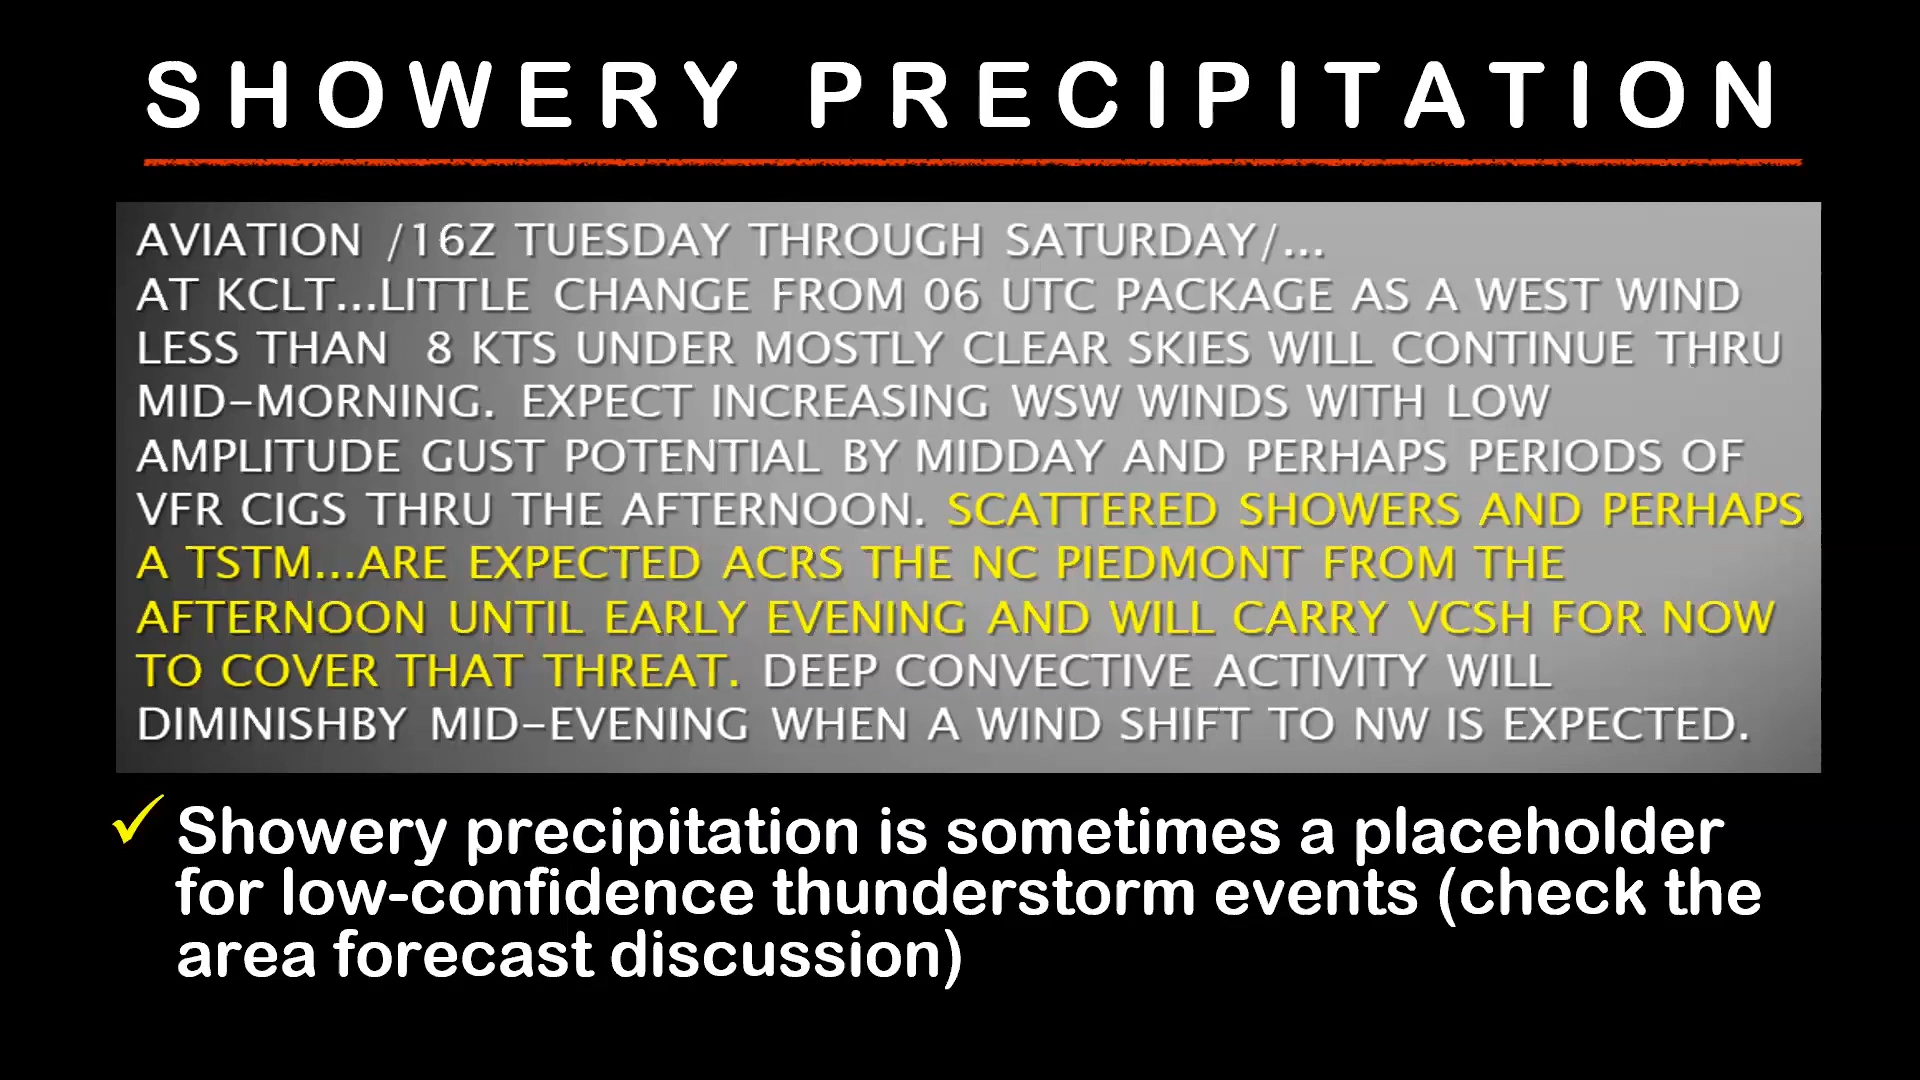 SHOWERY PRECIPITATION
AVIATION /16Z TUESDAY THROUGH SATURDAY/...
AT KCLT...LITTLE CHANGE FROM 06 UTC PACKAGE AS A WEST WIND
LESS THAN 8 KTS UNDER MOSTLY CLEAR SKIES WILL CONTINUE THRU
MID-MORNING. EXPECT INCREASING WSW WINDS WITH LOW
AMPLITUDE GUST POTENTIAL BY MIDDAY AND PERHAPS PERIODS OF
VFR CIGS THRU THE AFTERNOON. SCATTERED SHOWERS AND PERHAPS
A TSTM...ARE EXPECTED ACRS THE NC PIEDMONT FROM THE
AFTERNOON UNTIL EARLY EVENING AND WILL CARRY VCSH FOR NOW
TO COVER THAT THREAT. DEEP CONVECTIVE ACTIVITY WILL
DIMINISHBY MID-EVENING WHEN A WIND SHIFT TO NW IS EXPECTED.
✓ Showery precipitation is sometimes a placeholder
for low-confidence thunderstorm events (check the
area forecast discussion)